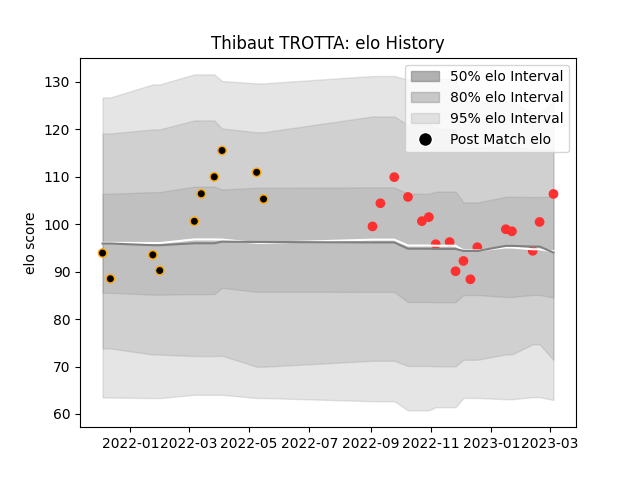 Thibaut TROTTA: elo History
50% elo Interval
80% elo Interval
95% elo Interval
Post Match elo
elo score
130
120
110
100
90
80
70
60
2022-01
2022-03
2022-05
2022-07
2022-09
2022-11
2023-01
2023-03